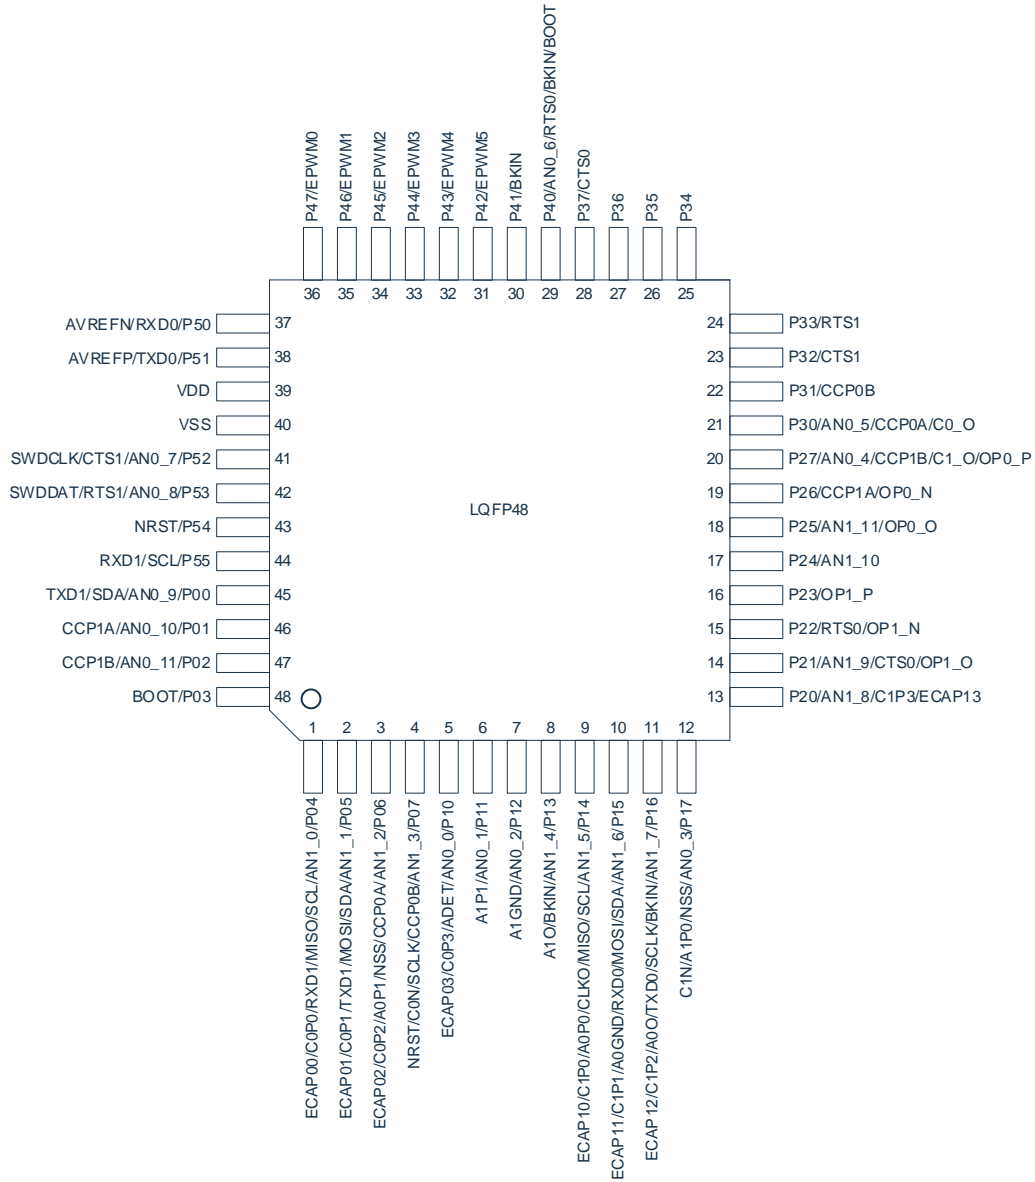 P47/EPWM0
P46/EPWM1
P45/EPWM2
P44/EPWM3
P43/EPWM4
P42/EPWM5
P41/BKIN
P40/AN0_6/RTS0/BKIN/BOOT
P37/CTS0
P36
P35
P34
36 35 34 33 32 31 30 29 28 27 26 25
AVREFN/RXD0/P50 37
AVREFP/TXD0/P51 38
VDD 39
VSS 40
SWDCLK/CTS1/AN0_7/P52 41
SWDDAT/RTS1/AN0_8/P53 42
NRST/P54 43
RXD1/SCL/P55 44
TXD1/SDA/AN0_9/P00 45
CCP1A/AN0_10/P01 46
CCP1B/AN0_11/P02 47
BOOT/P03 48
LQFP48
24 P33/RTS1
23 P32/CTS1
22 P31/CCP0B
21 P30/AN0_5/CCP0A/C0_O
20 P27/AN0_4/CCP1B/C1_O/OP0_P
19 P26/CCP1A/OP0_N
18 P25/AN1_11/OP0_O
17 P24/AN1_10
16 P23/OP1_P
15 P22/RTS0/OP1_N
14 P21/AN1_9/CTS0/OP1_O
13 P20/AN1_8/C1P3/ECAP13
1 2 3 4 5 6 7 8 9 10 11 12
ECAP00/C0P0/RXD1/MISO/SCL/AN1_0/P04
ECAP01/C0P1/TXD1/MOSI/SDA/AN1_1/P05
ECAP02/C0P2/A0P1/NSS/CCP0A/AN1_2/P06
NRST/C0N/SCLK/CCP0B/AN1_3/P07
ECAP03/C0P3/ADET/AN0_0/P10
A1P1/AN0_1/P11
A1GND/AN0_2/P12
A1O/BKIN/AN1_4/P13
ECAP10/C1P0/A0P0/CLKO/MISO/SCL/AN1_5/P14
ECAP11/C1P1/A0GND/RXD0/MOSI/SDA/AN1_6/P15
ECAP12/C1P2/A0O/TXD0/SCLK/BKIN/AN1_7/P16
C1N/A1P0/NSS/AN0_3/P17